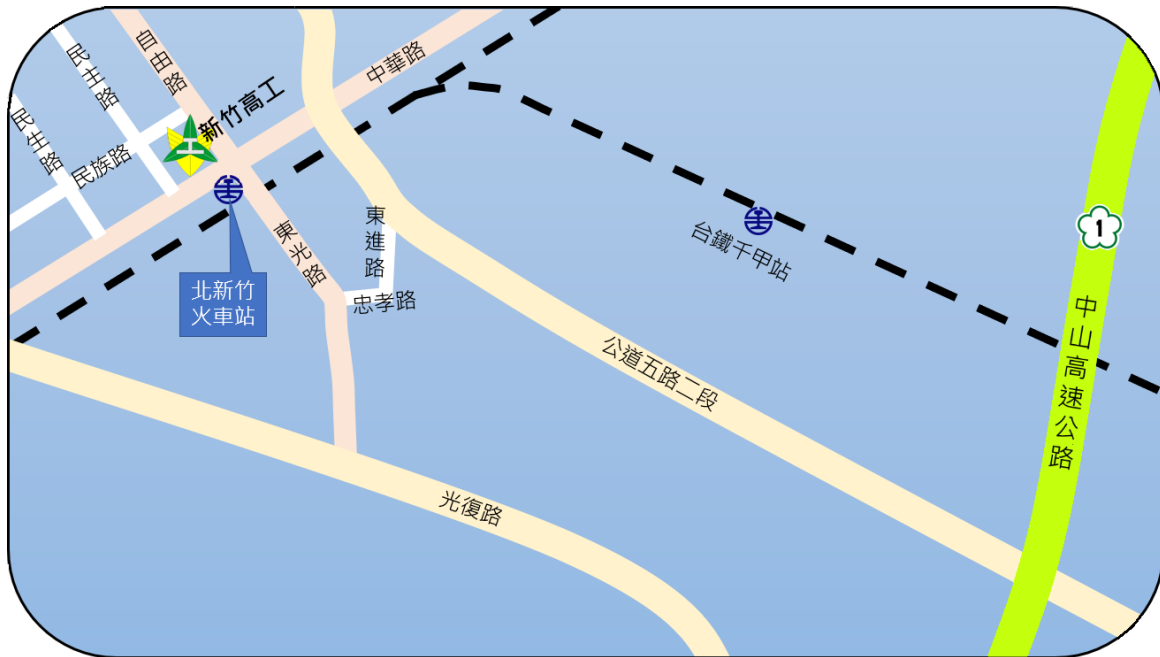 自由路
民主路
民生路
民族路
新竹高工
中華路
北新竹
火車站
東光路
東進路
忠孝路
台鐵千甲站
1
中山高速公路
公道五路二段
光復路